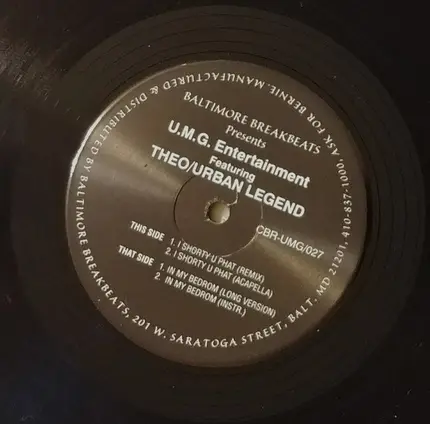 BALTIMORE BREAKBEATS
Presents
U.M.G. Entertainment
Featuring
THEO/URBAN LEGEND
CBR-UMG/027
THIS SIDE 1. I SHORTY U PHAT (REMIX)
2. I SHORTY U PHAT (ACAPELLA)
THAT SIDE 1. IN MY BEDROM (LONG VERSION)
2. IN MY BEDROM (INSTR.)
MANUFACTURED & DISTRIBUTED BY BALTIMORE BREAKBEATS, 201 W. SARATOGA STREET, BALT. MD 21201, 410-837-1000, ASK FOR BERNIE.